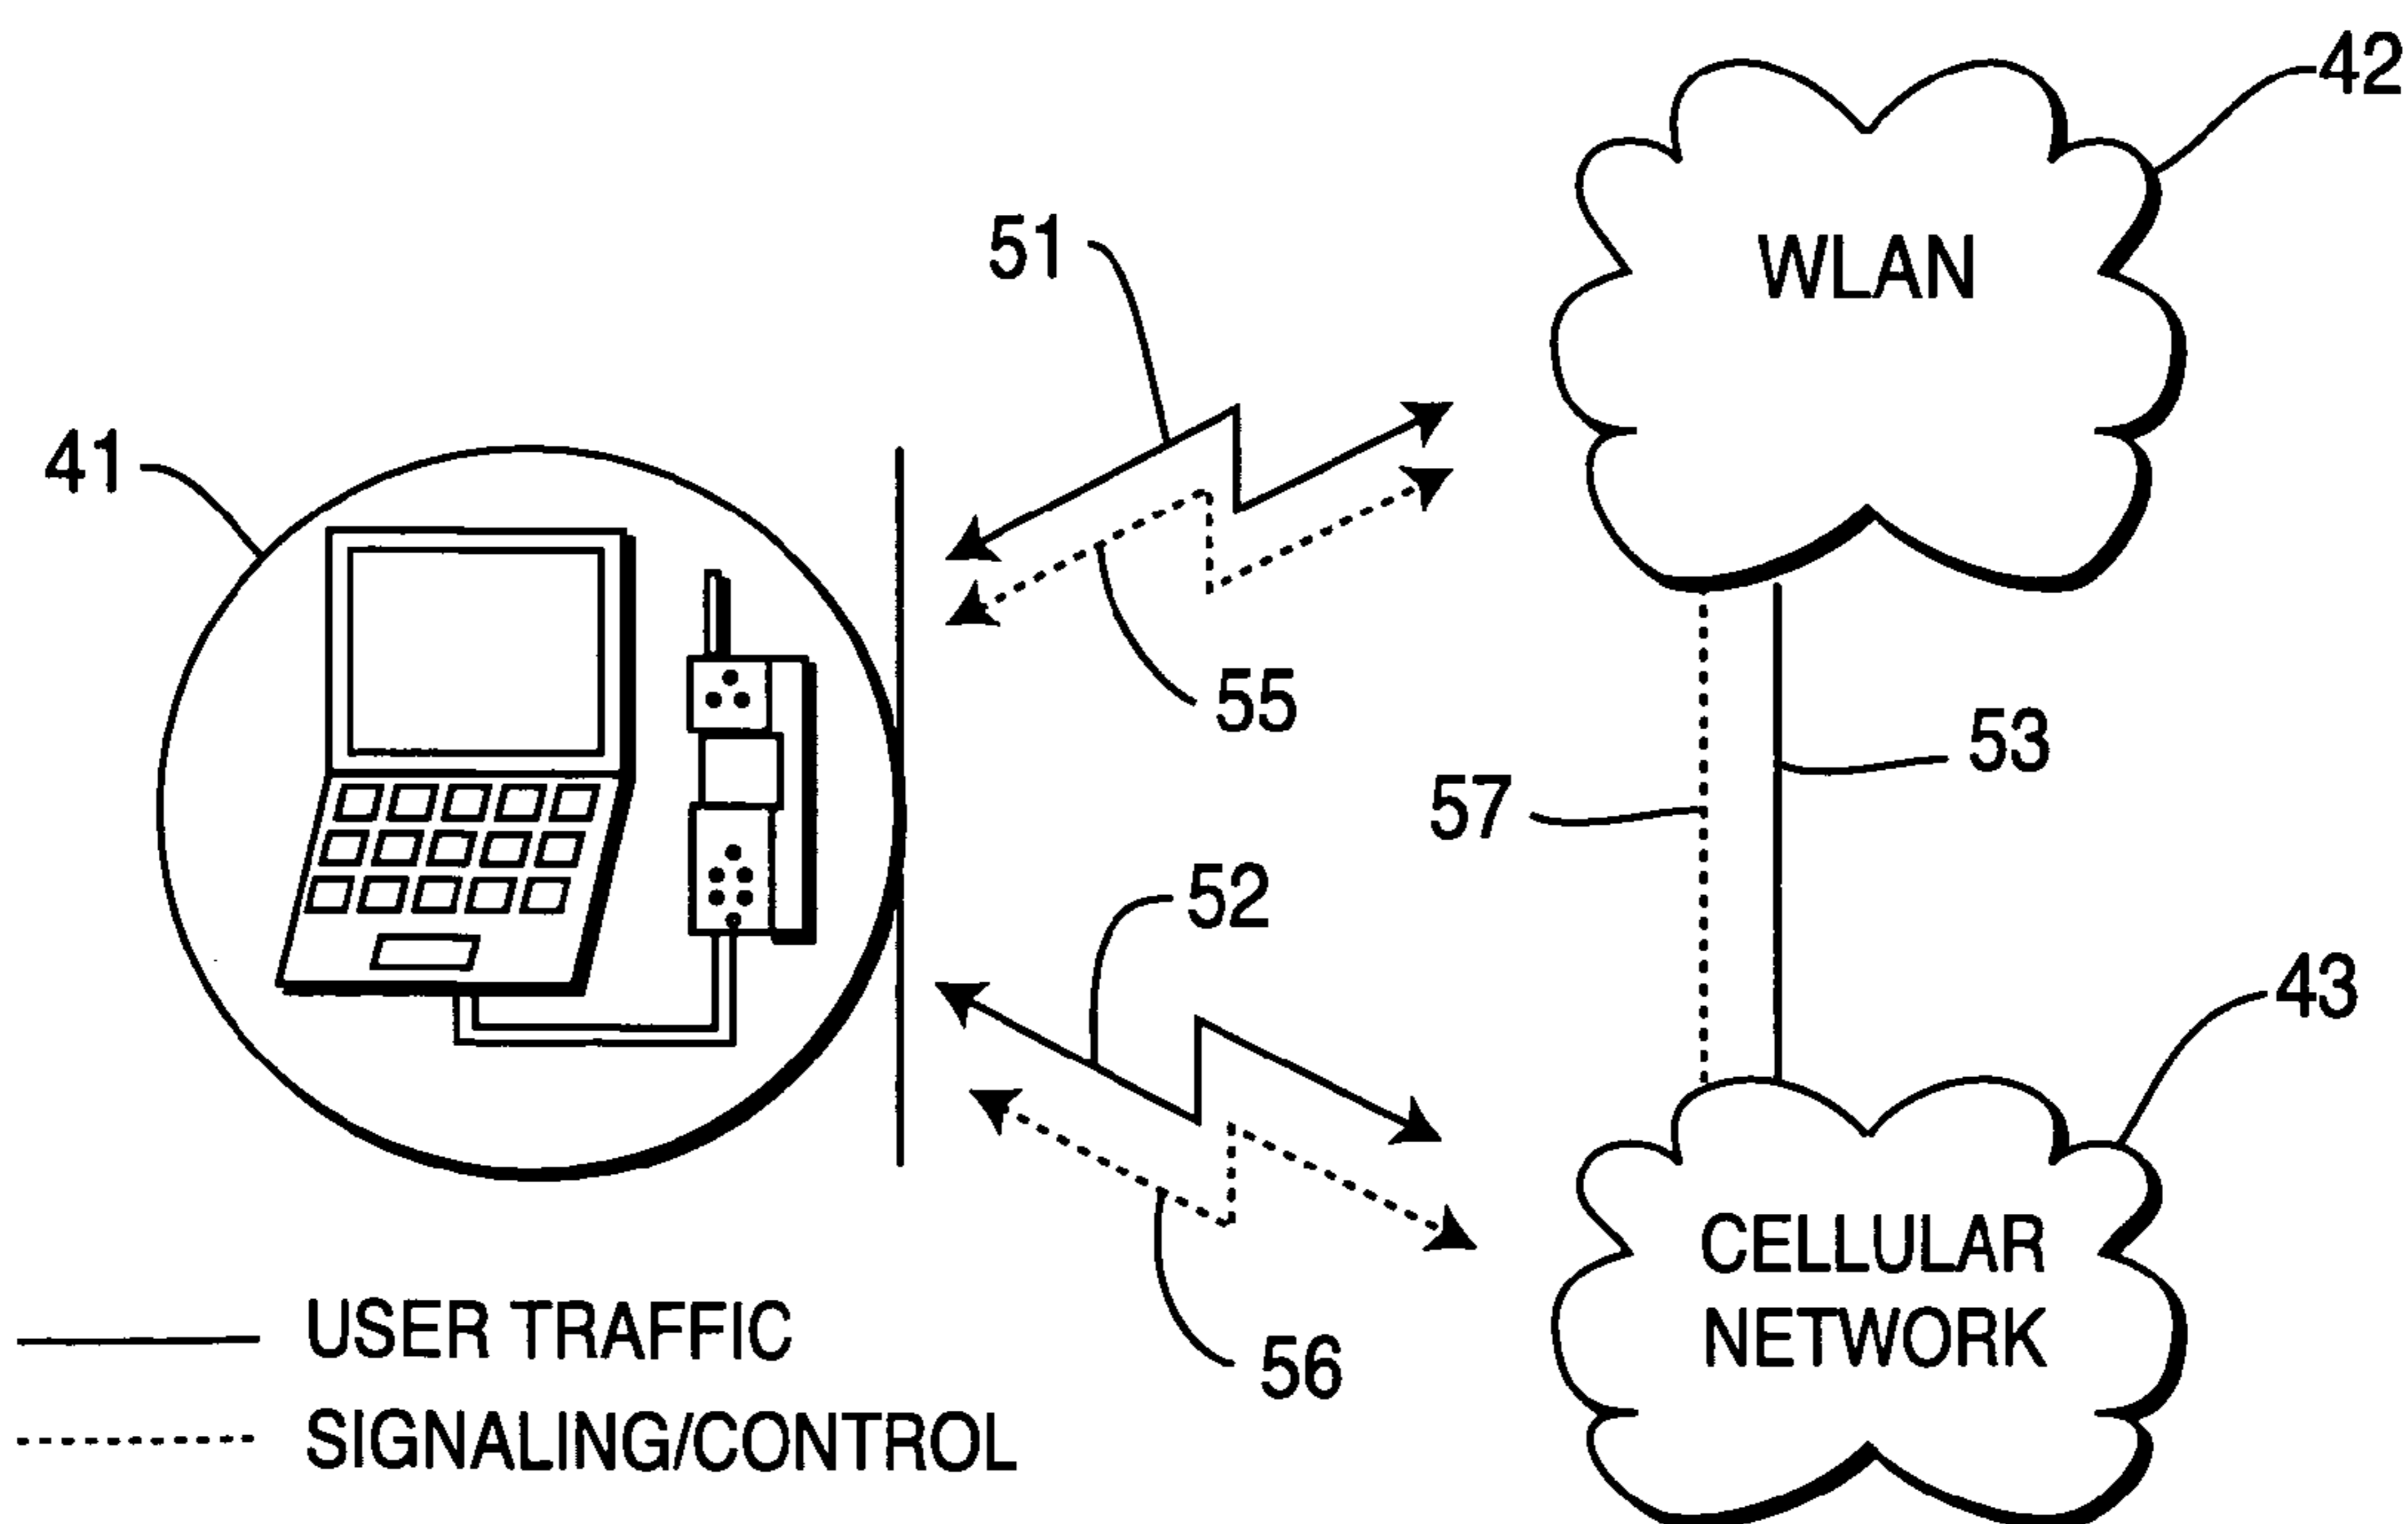 42
WLAN
51
41
55
53
57
52
43
CELLULAR
NETWORK
USER TRAFFIC
56
SIGNALING/CONTROL